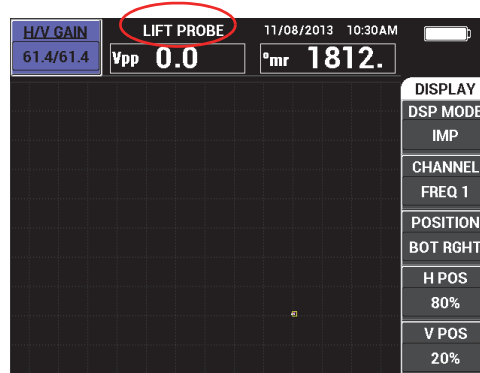 H/V GAIN
61.4/61.4
LIFT PROBE
11/08/2013 10:30AM
Vpp 0.0
°mr 1812.
DISPLAY
DSP MODE
IMP
CHANNEL
FREQ 1
POSITION
BOT RGHT
H POS
80%
V POS
20%